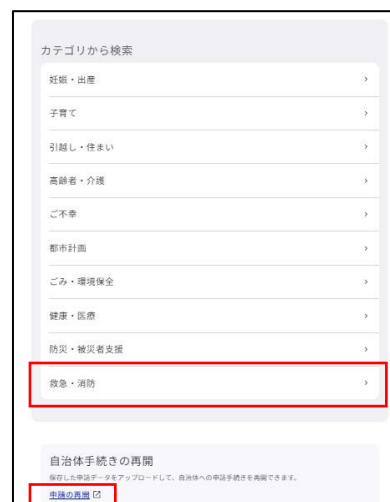 カテゴリから検索
妊娠・出産
子育て
引越し・住まい
高齢者・介護
ご不幸
都市計画
ごみ・環境保全
健康・医療
防災・被災者支援
救急・消防
自治体手続きの再開
保存した申請データをアップロードして、自治体への申請手続きを再開できます。
申請の再開